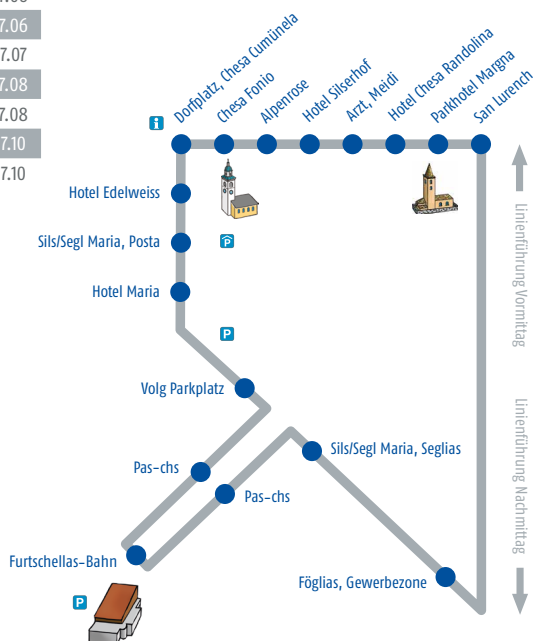 7.06
7.07
7.08
7.08
7.10
7.10
Dorfplatz, Chesa Cumünela
Chesa Fonio
Alpenrose
Hotel Silserhof
Arzt, Meidi
Hotel Chesa Randolina
Parkhotel Margna
San Lurench
i
Hotel Edelweiss
Sils/Segl Maria, Posta
P
Hotel Maria
P
Linienführung Vormittag
Volg Parkplatz
Linienführung Nachmittag
Sils/Segl Maria, Seglias
Pas-chs
Pas-chs
Furtschellas-Bahn
Föglias, Gewerbezone
P